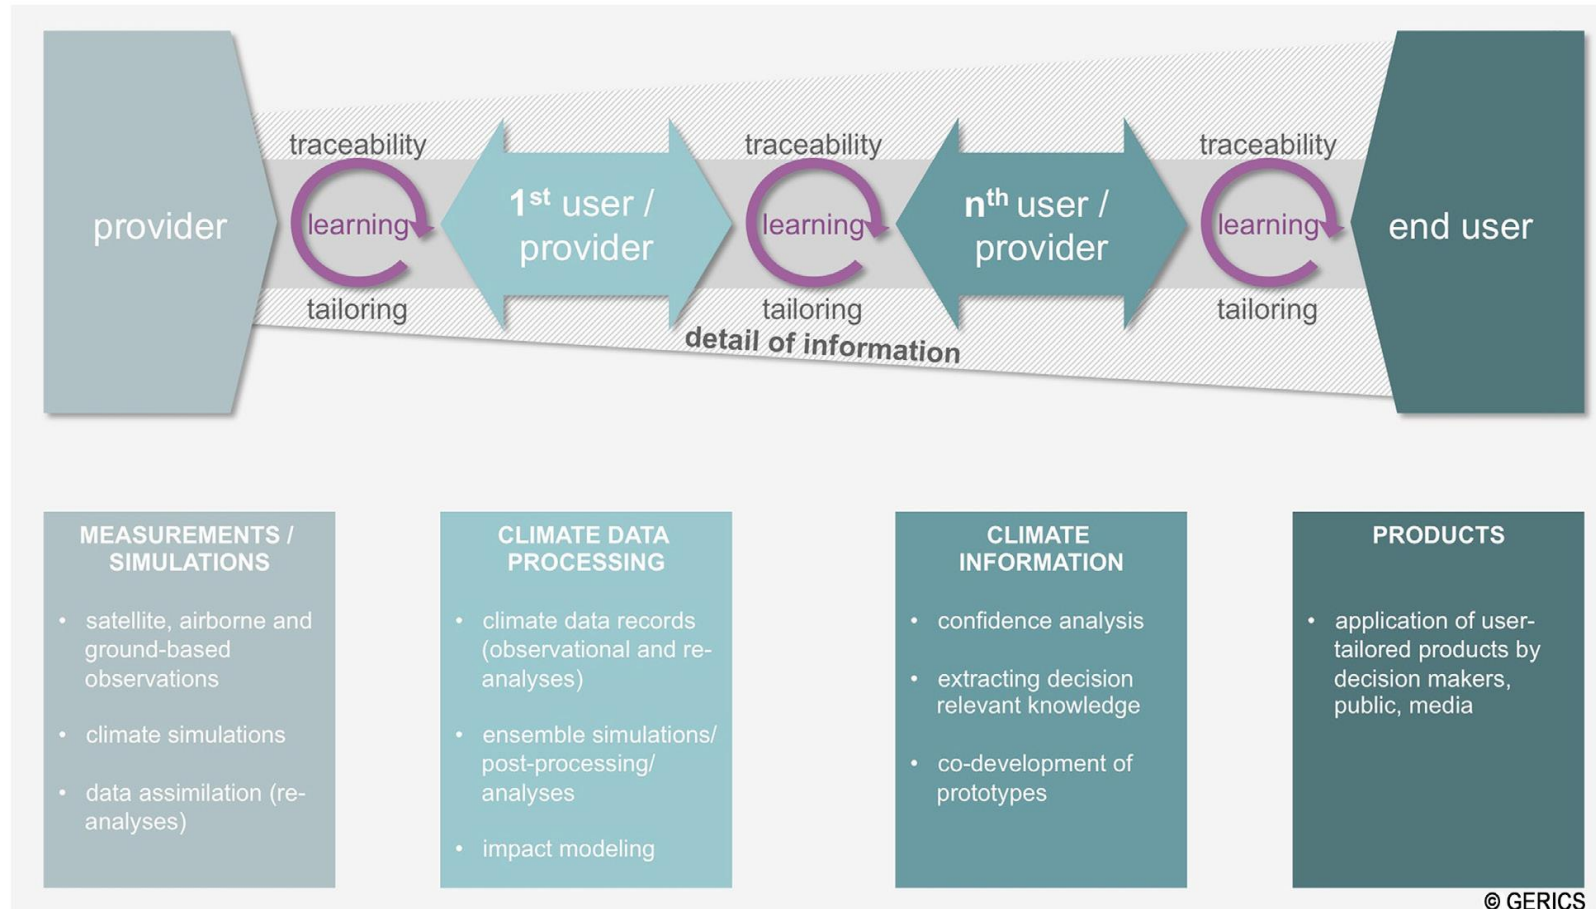 provider
traceability
learning
tailoring
1st user /
provider
traceability
learning
tailoring
nth user /
provider
traceability
learning
tailoring
end user
detail of information
MEASUREMENTS /
SIMULATIONS
• satellite, airborne and
ground-based
observations
• climate simulations
• data assimilation (re-
analyses)
CLIMATE DATA
PROCESSING
• climate data records
(observational and re-
analyses)
• ensemble simulations/
post-processing/
analyses
• impact modeling
CLIMATE
INFORMATION
• confidence analysis
• extracting decision
relevant knowledge
• co-development of
prototypes
PRODUCTS
• application of user-
tailored products by
decision makers,
public, media
© GERICS